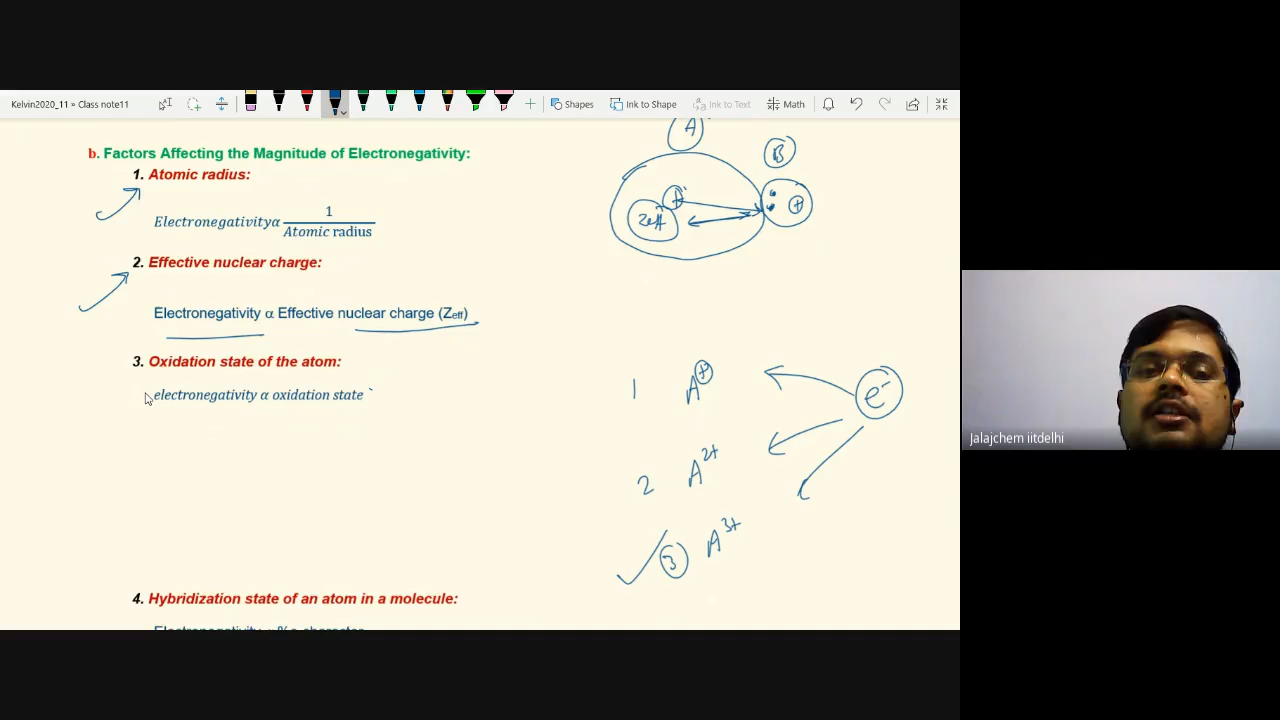 Kelvin2020_11 » Class note11
Shapes
Ink to Shape
Ink to Text
Math
b. Factors Affecting the Magnitude of Electronegativity:
1. Atomic radius:
Electronegativity α 1 / Atomic radius
2. Effective nuclear charge:
Electronegativity α Effective nuclear charge (Zeff)
3. Oxidation state of the atom:
electronegativity α oxidation state
4. Hybridization state of an atom in a molecule:
Electronegativity α %s character
A
B
A
Zeff
+
1 A+
e-
2 A2+
3 A3+
Jalajchem iitdelhi